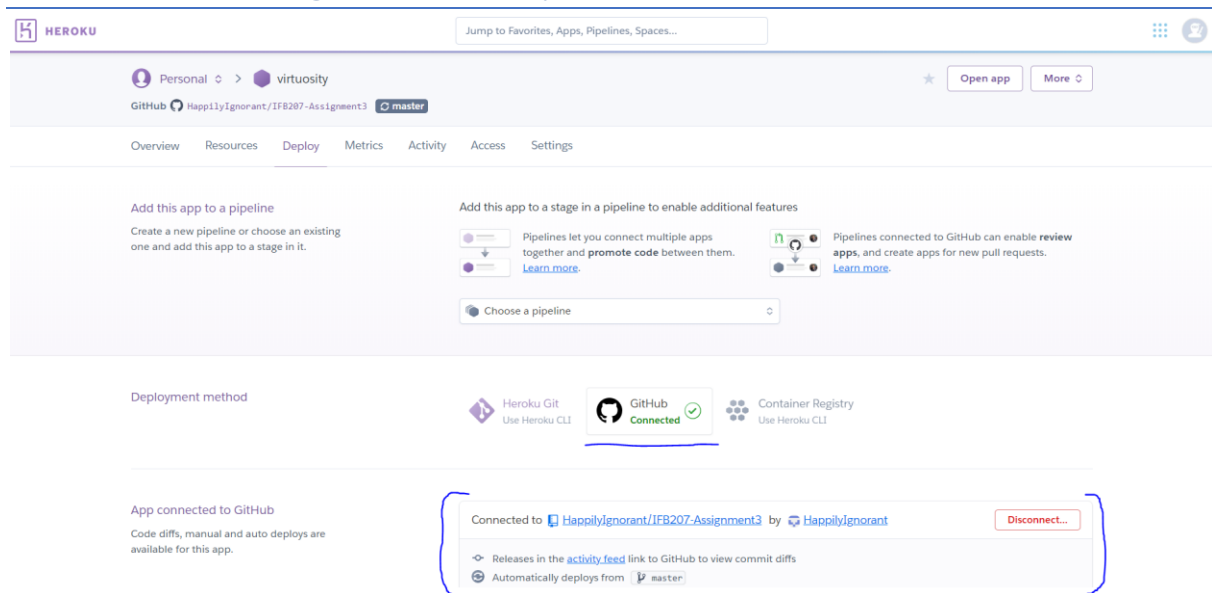 HEROKU
Jump to Favorites, Apps, Pipelines, Spaces...
Personal > virtuosity
Open app
More
GitHub HappilyIgnorant/IFB207-Assignment3 master
Overview Resources Deploy Metrics Activity Access Settings
Add this app to a pipeline
Create a new pipeline or choose an existing
one and add this app to a stage in it.
Add this app to a stage in a pipeline to enable additional features
Pipelines let you connect multiple apps
together and promote code between them.
Learn more.
Pipelines connected to GitHub can enable review
apps, and create apps for new pull requests.
Learn more.
Choose a pipeline
Deployment method
Heroku Git
Use Heroku CLI
GitHub
Connected
Container Registry
Use Heroku CLI
App connected to GitHub
Code diffs, manual and auto deploys are
available for this app.
Connected to HappilyIgnorant/IFB207-Assignment3 by HappilyIgnorant
Disconnect...
Releases in the activity feed link to GitHub to view commit diffs
Automatically deploys from master